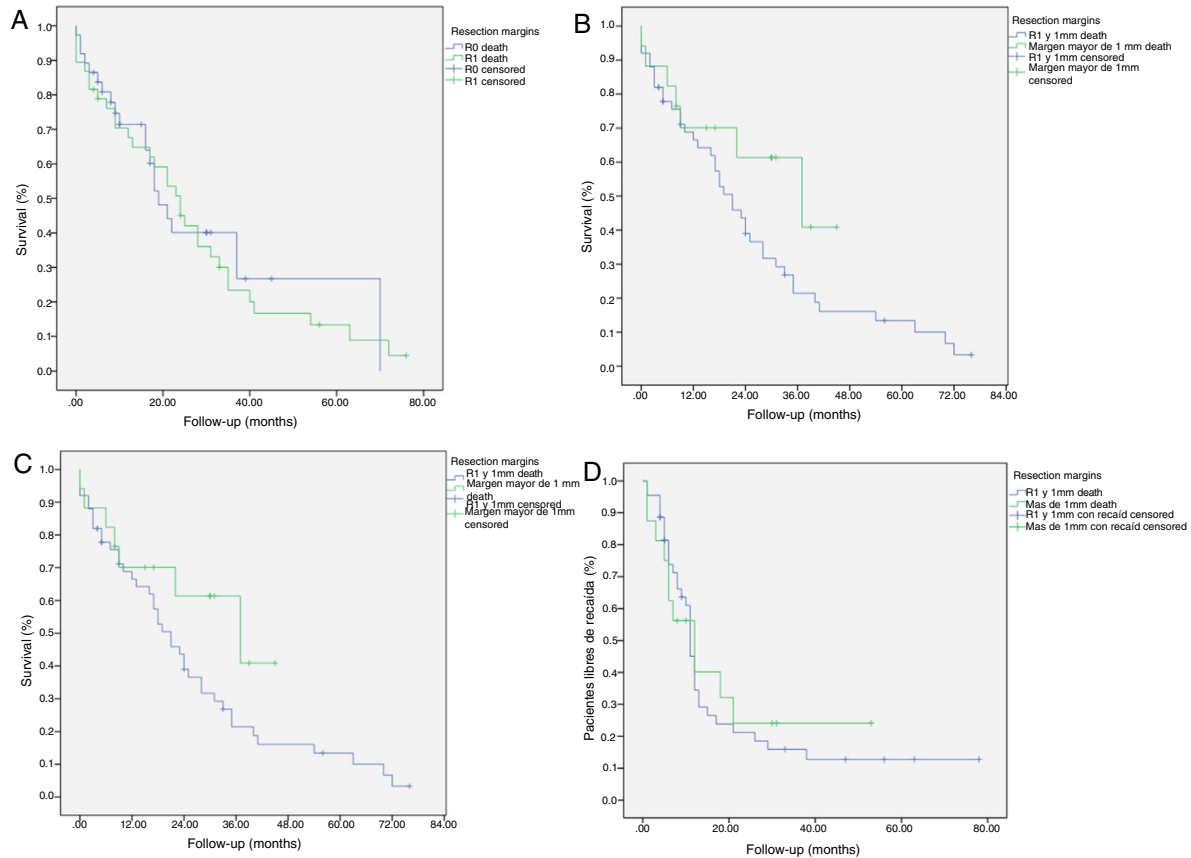 A
Resection margins
R0 death
R1 death
R0 censored
R1 censored
1.0
0.9
0.8
0.7
0.6
0.5
0.4
0.3
0.2
0.1
0.0
Survival (%)
.00 20.00 40.00 60.00 80.00
Follow-up (months)
B
Resection margins
R1 y 1mm death
Margen mayor de 1 mm death
R1 y 1mm censored
Margen mayor de 1mm
censored
1.0
0.9
0.8
0.7
0.6
0.5
0.4
0.3
0.2
0.1
0.0
Survival (%)
.00 12.00 24.00 36.00 48.00 60.00 72.00 84.00
Follow-up (months)
C
Resection margins
R1 y 1mm death
Margen mayor de 1 mm
death
R1 y 1mm censored
Margen mayor de 1mm
censored
1.0
0.9
0.8
0.7
0.6
0.5
0.4
0.3
0.2
0.1
0.0
Survival (%)
.00 12.00 24.00 36.00 48.00 60.00 72.00 84.00
Follow-up (months)
D
Resection margins
R1 y 1mm death
Mas de 1mm death
R1 y 1mm con recaíd censored
Mas de 1mm con recaíd censored
1.0
0.9
0.8
0.7
0.6
0.5
0.4
0.3
0.2
0.1
0.0
Pacientes libres de recaída (%)
.00 20.00 40.00 60.00 80.00
Follow-up (months)